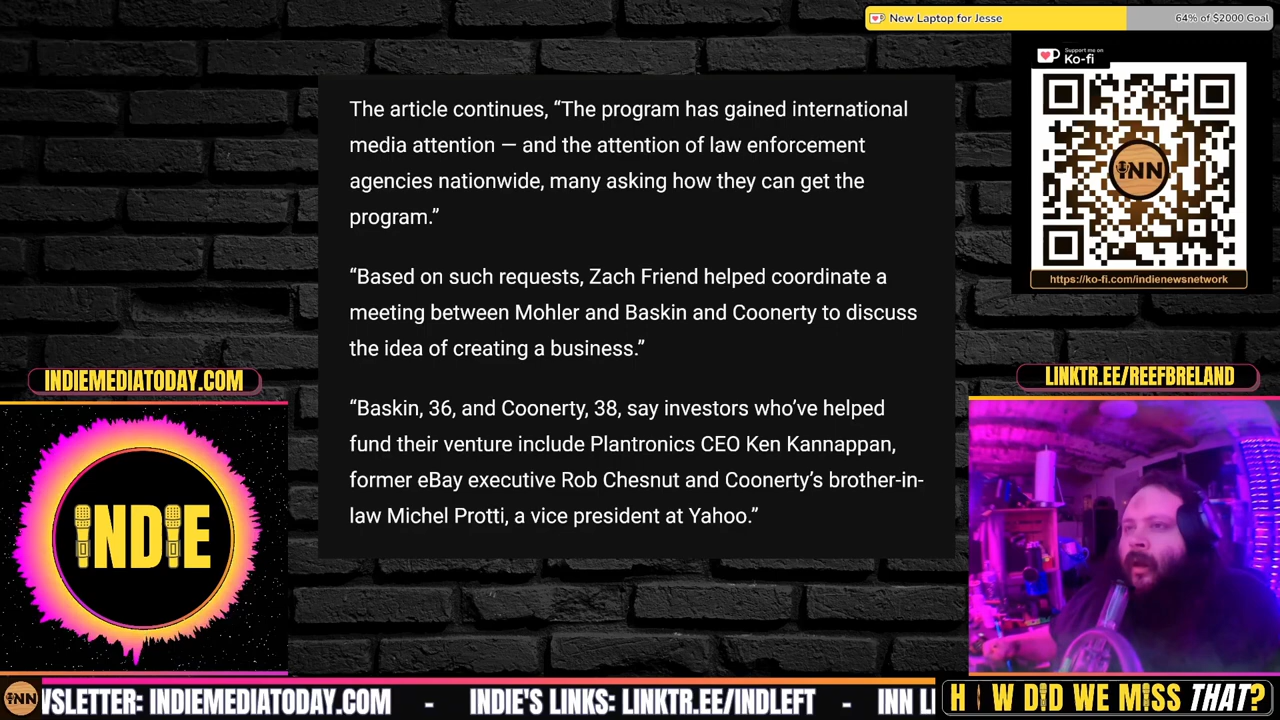 New Laptop for Jesse
64% of $2000 Goal
Support me on
Ko-fi
The article continues, “The program has gained international
media attention — and the attention of law enforcement
agencies nationwide, many asking how they can get the
program.”
“Based on such requests, Zach Friend helped coordinate a
meeting between Mohler and Baskin and Coonerty to discuss
the idea of creating a business.”
“Baskin, 36, and Coonerty, 38, say investors who’ve helped
fund their venture include Plantronics CEO Ken Kannappan,
former eBay executive Rob Chesnut and Coonerty’s brother-in-
law Michel Protti, a vice president at Yahoo.”
INN
https://ko-fi.com/indienewsnetwork
INDIEMEDIATODAY.COM
LINKTR.EE/REEFBRELAND
INDIE
INN
WSLETTER: INDIEMEDIATODAY.COM - INDIE'S LINKS: LINKTR.EE/INDLEFT - INN LI
HOW DID WE MISS THAT?